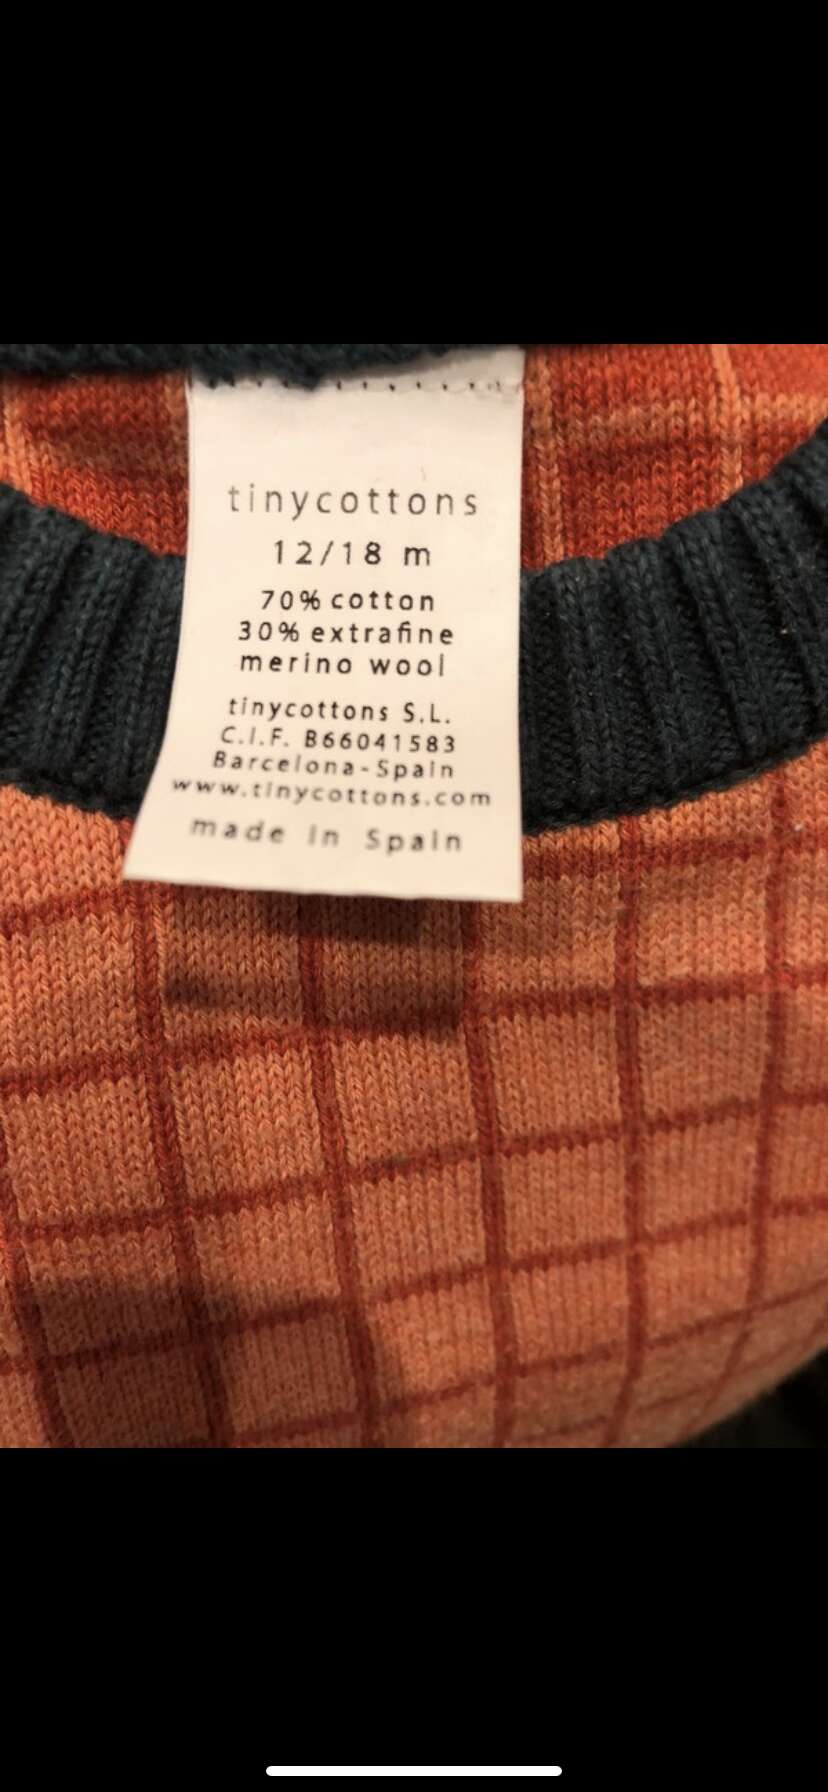 tinycottons
12/18 m
70% cotton
30% extrafine
merino wool
tinycottons S.L.
C.I.F. B66041583
Barcelona-Spain
www.tinycottons.com
made in Spain